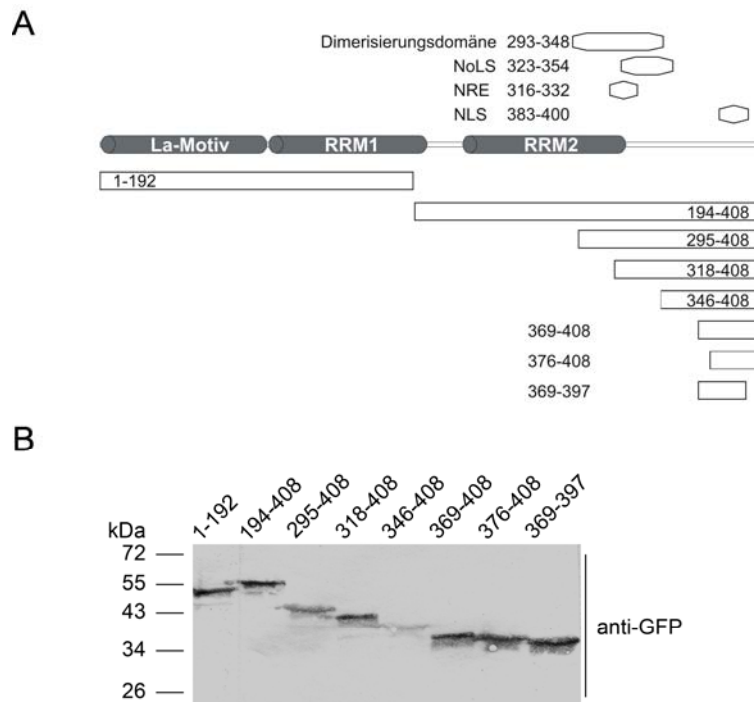 A
Dimerisierungsdomäne 293-348
NoLS 323-354
NRE 316-332
NLS 383-400
La-Motiv RRM1 RRM2
1-192
194-408
295-408
318-408
346-408
369-408
376-408
369-397
B
kDa 1-192 194-408 295-408 318-408 346-408 369-408 376-408 369-397
72
55
43
34
26
anti-GFP